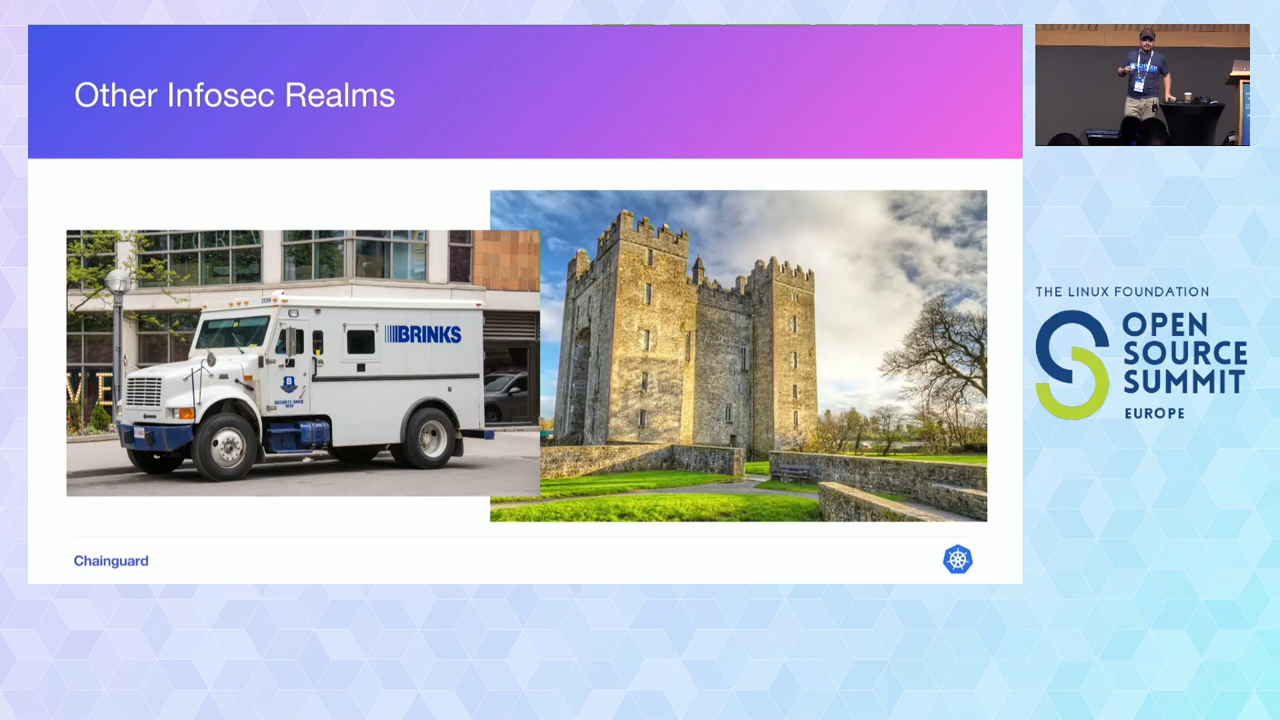 Other Infosec Realms
BRINKS
Chainguard
THE LINUX FOUNDATION
OPEN
SOURCE
SUMMIT
EUROPE